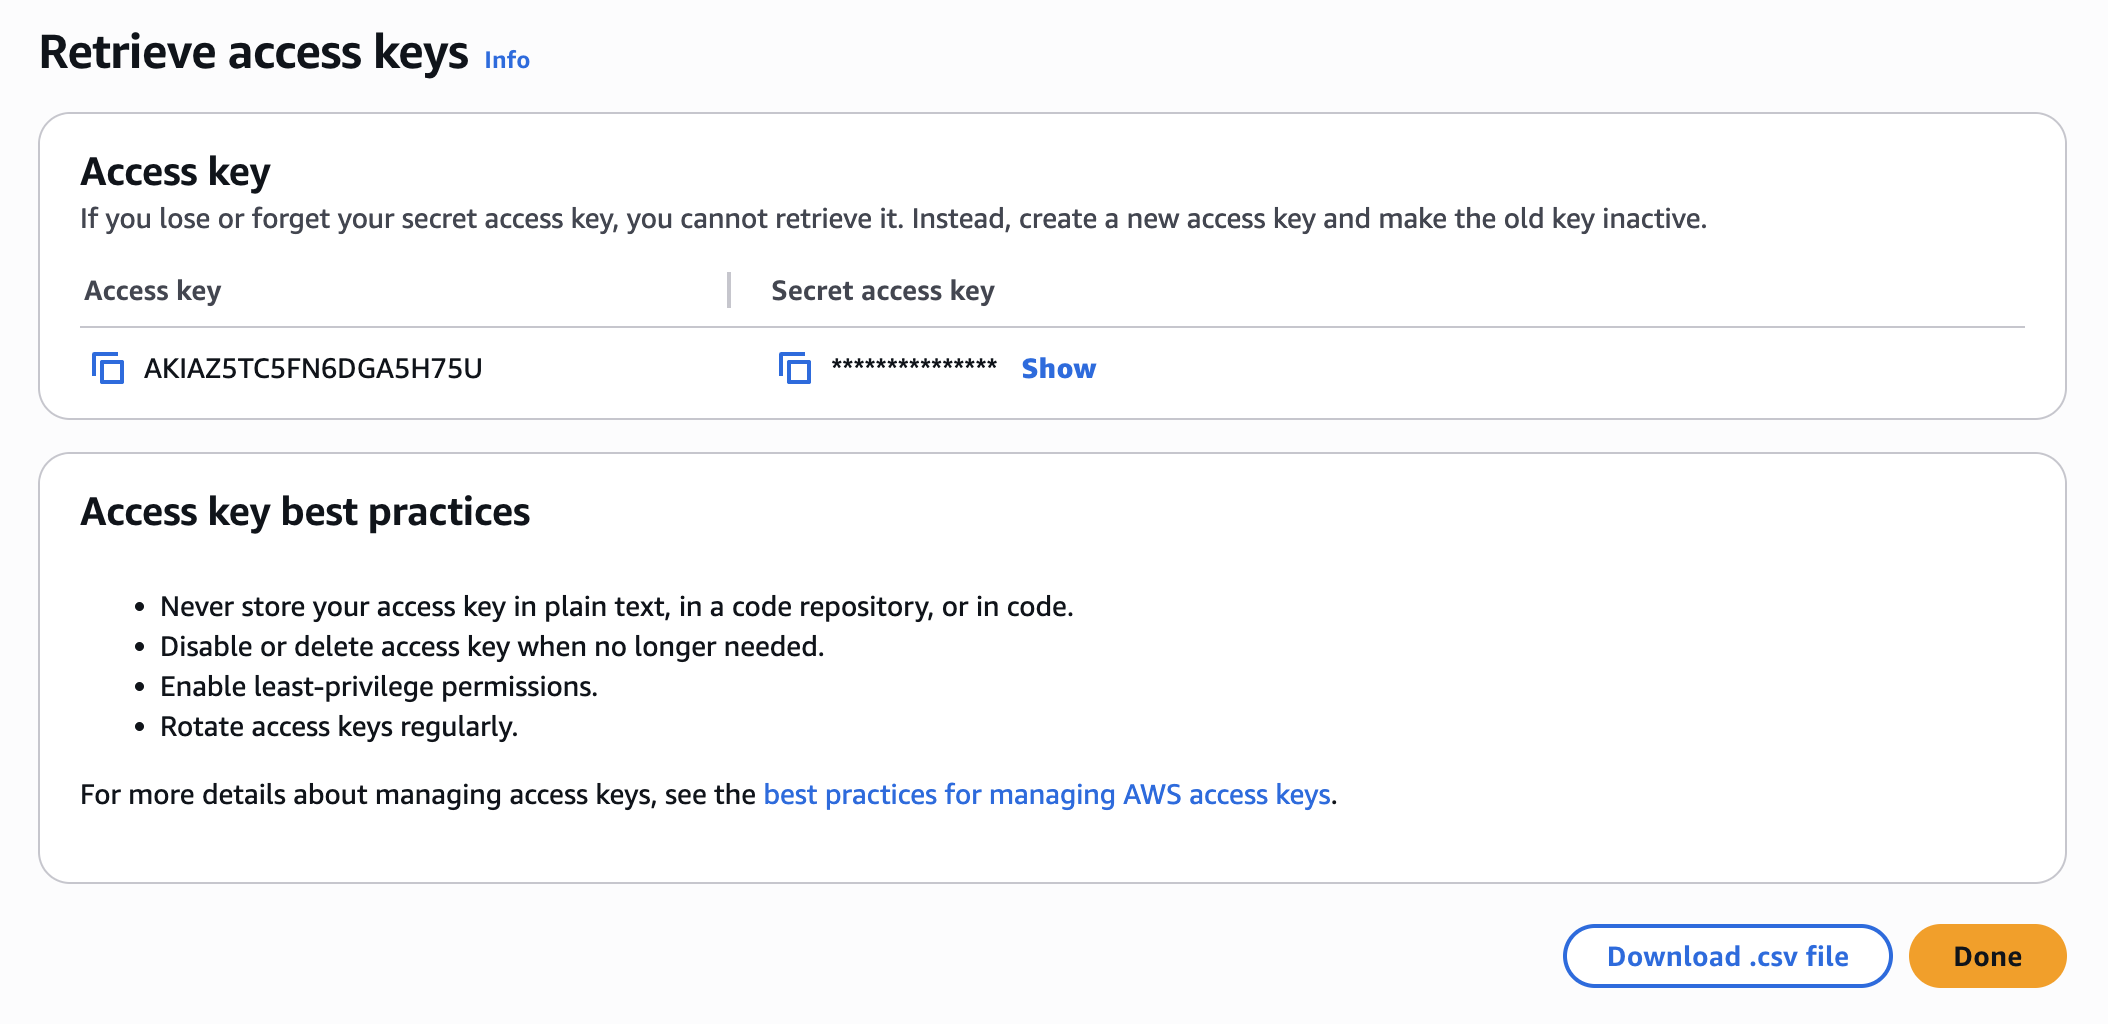 Retrieve access keys Info
Access key
If you lose or forget your secret access key, you cannot retrieve it. Instead, create a new access key and make the old key inactive.
Access key Secret access key
AKIAZ5TC5FN6DGA5H75U *************** Show
Access key best practices
• Never store your access key in plain text, in a code repository, or in code.
• Disable or delete access key when no longer needed.
• Enable least-privilege permissions.
• Rotate access keys regularly.
For more details about managing access keys, see the best practices for managing AWS access keys.
Download .csv file Done